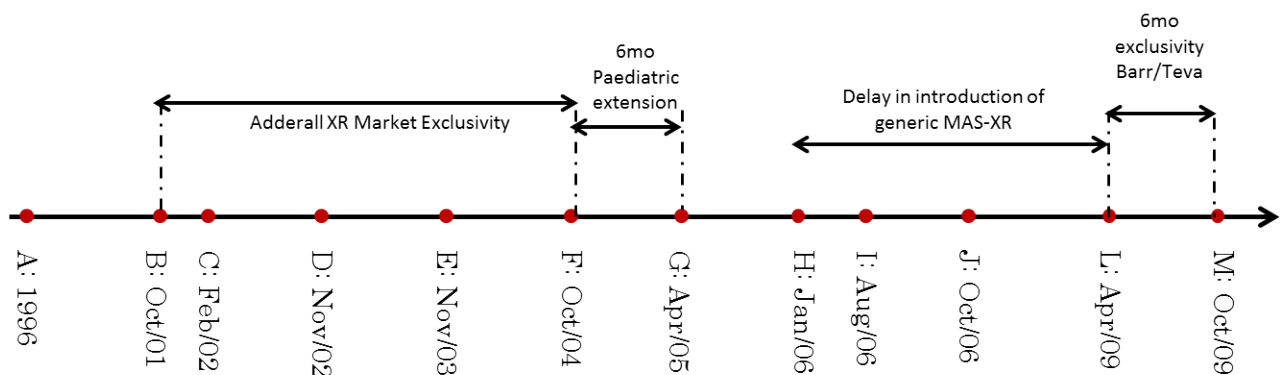 6mo
Paediatric
extension
6mo
exclusivity
Barr/Teva
Adderall XR Market Exclusivity
Delay in introduction of
generic MAS-XR
A: 1996
B: Oct/01
C: Feb/02
D: Nov/02
E: Nov/03
F: Oct/04
G: Apr/05
H: Jan/06
I: Aug/06
J: Oct/06
L: Apr/09
M: Oct/09